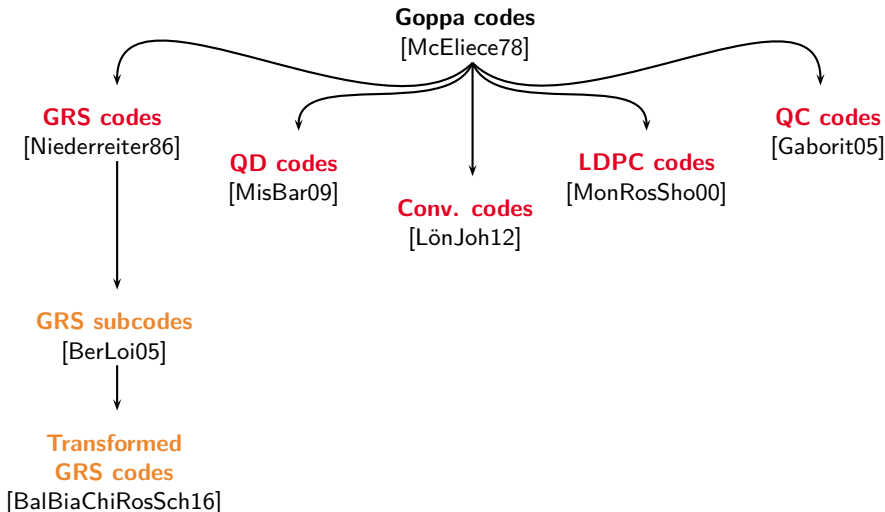 Goppa codes
[McEliece78]
GRS codes
[Niederreiter86]
QD codes
[MisBar09]
Conv. codes
[LönJoh12]
LDPC codes
[MonRosSho00]
QC codes
[Gaborit05]
GRS subcodes
[BerLoi05]
Transformed
GRS codes
[BalBiaChiRosSch16]